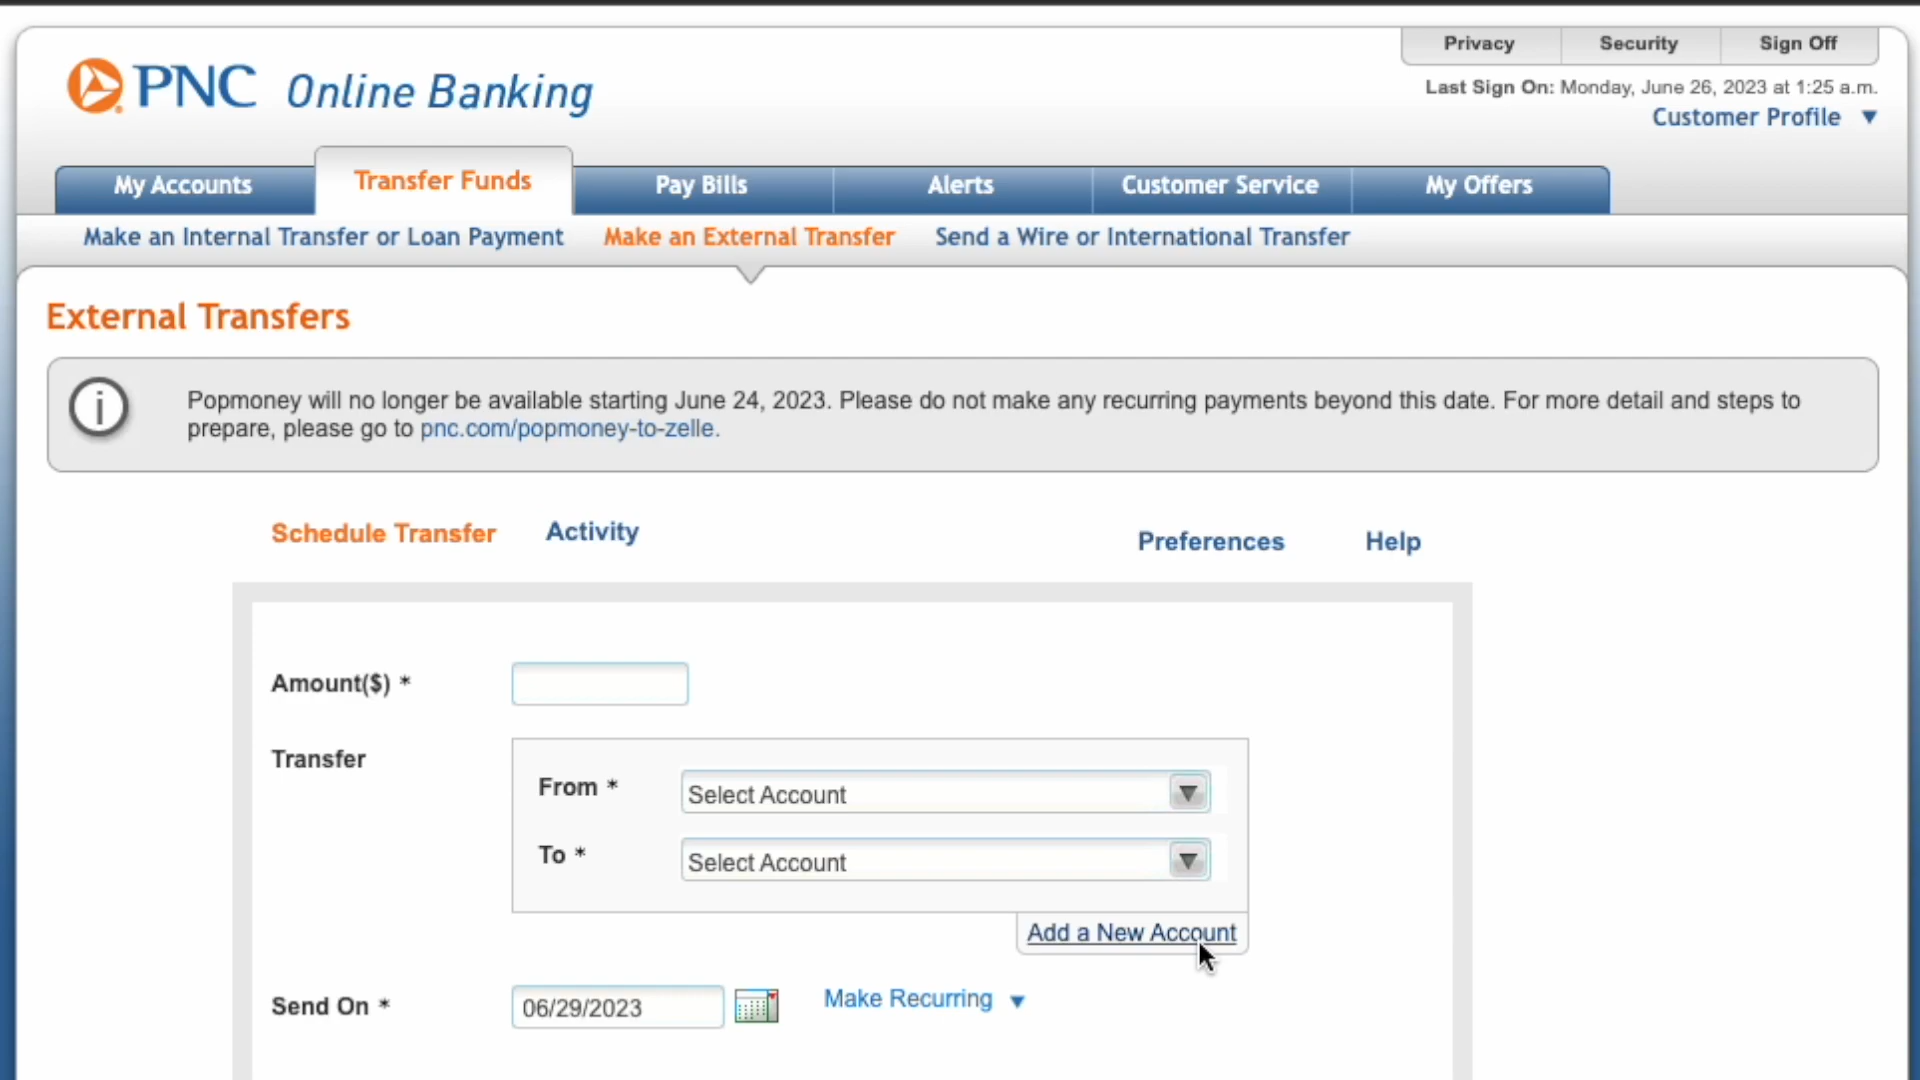 Privacy Security Sign Off
PNC Online Banking
Last Sign On: Monday, June 26, 2023 at 1:25 a.m.
Customer Profile
My Accounts Transfer Funds Pay Bills Alerts Customer Service My Offers
Make an Internal Transfer or Loan Payment Make an External Transfer Send a Wire or International Transfer
External Transfers
Popmoney will no longer be available starting June 24, 2023. Please do not make any recurring payments beyond this date. For more detail and steps to
prepare, please go to pnc.com/popmoney-to-zelle.
Schedule Transfer Activity Preferences Help
Amount($) *
Transfer
From * Select Account
To * Select Account
Add a New Account
Send On * 06/29/2023 Make Recurring